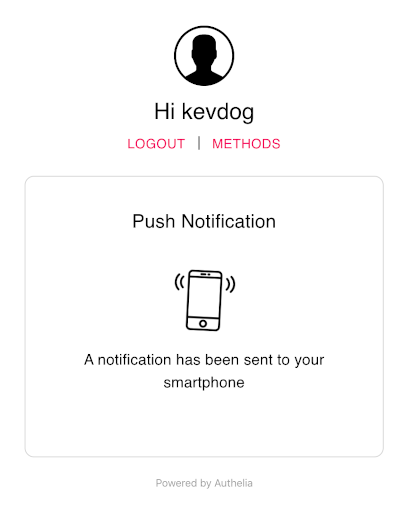 Hi kevdog
LOGOUT | METHODS
Push Notification
A notification has been sent to your
smartphone
Powered by Authelia